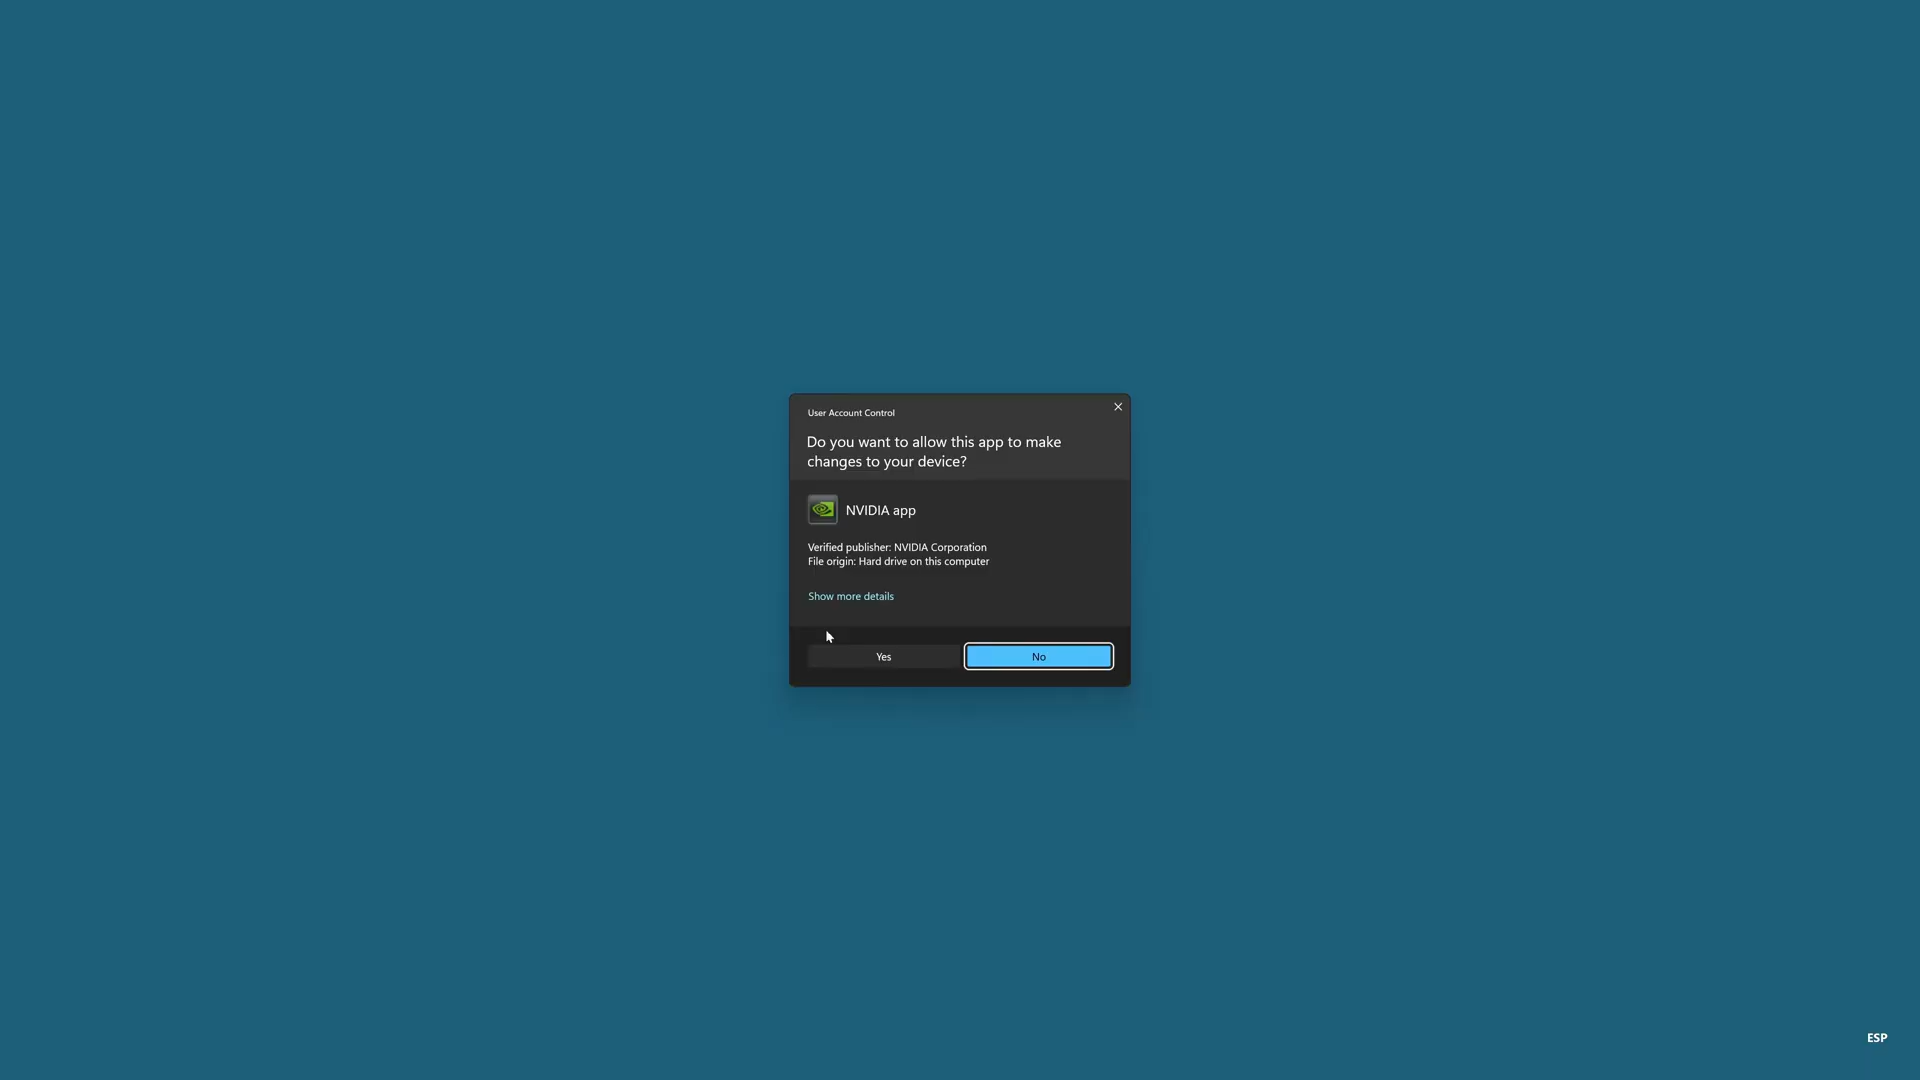 User Account Control
Do you want to allow this app to make
changes to your device?
NVIDIA app
Verified publisher: NVIDIA Corporation
File origin: Hard drive on this computer
Show more details
Yes
No
ESP